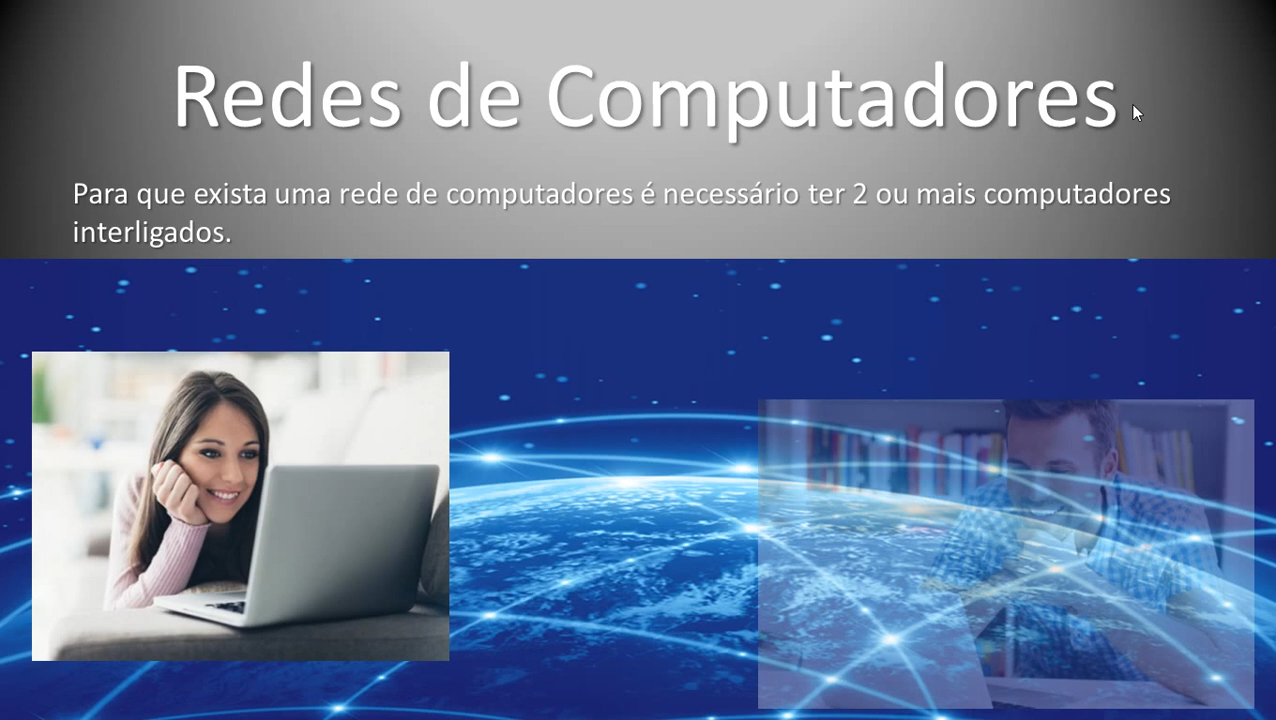 Redes de Computadores
Para que exista uma rede de computadores é necessário ter 2 ou mais computadores
interligados.